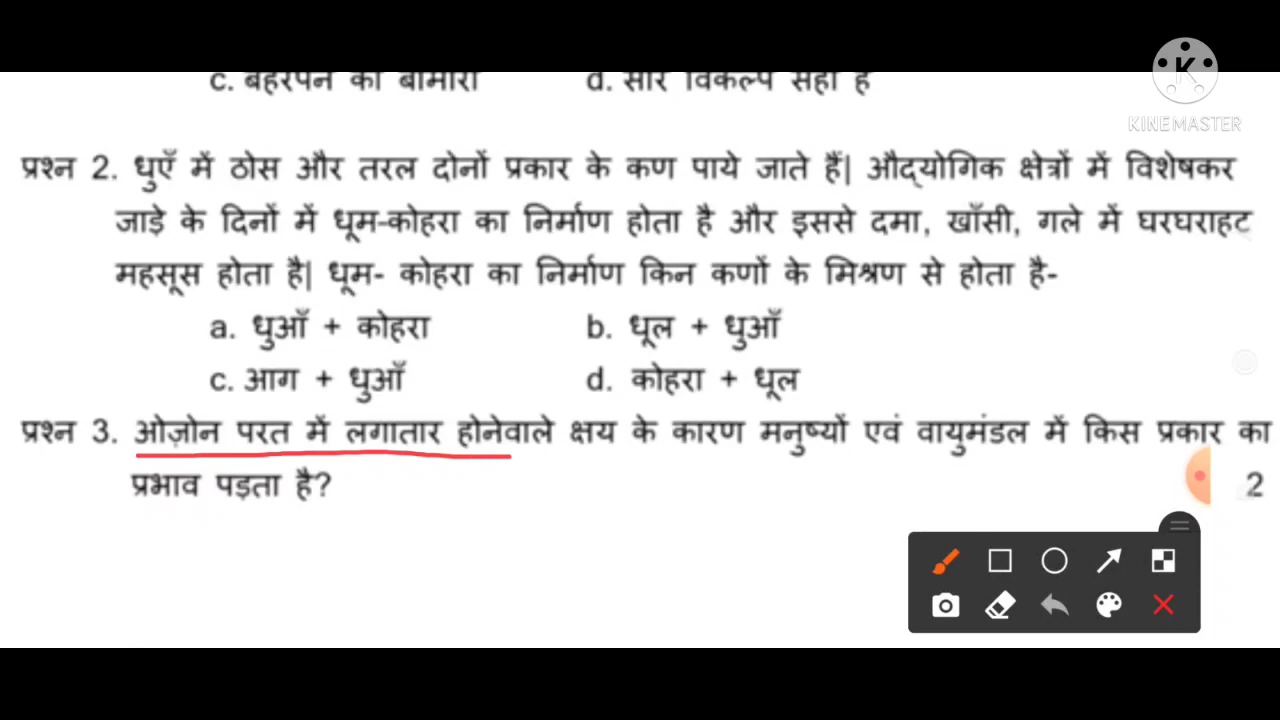 c. बहरेपन की बीमारी d. सारे विकल्प सही हैं
KINEMASTER
प्रश्न 2. धुएँ में ठोस और तरल दोनों प्रकार के कण पाये जाते हैं| औद्योगिक क्षेत्रों में विशेषकर
जाड़े के दिनों में धूम-कोहरा का निर्माण होता है और इससे दमा, खाँसी, गले में घरघराहट
महसूस होता है| धूम- कोहरा का निर्माण किन कणों के मिश्रण से होता है-
a. धुआँ + कोहरा b. धूल + धुआँ
c. आग + धुआँ d. कोहरा + धूल
प्रश्न 3. ओज़ोन परत में लगातार होनेवाले क्षय के कारण मनुष्यों एवं वायुमंडल में किस प्रकार का
प्रभाव पड़ता है? 2